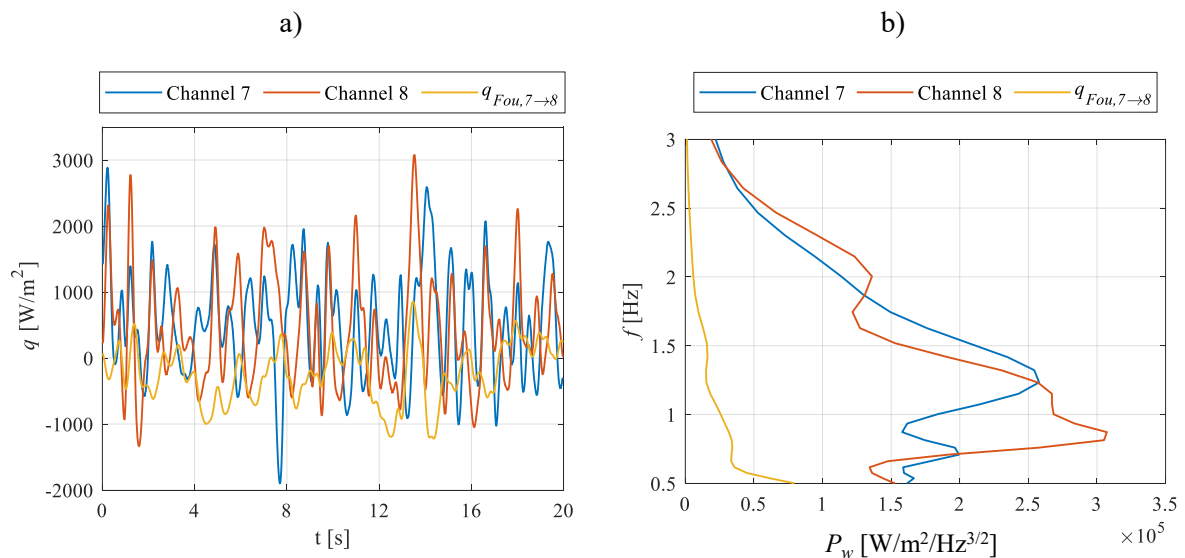 a)
Channel 7 Channel 8 q_{Fou,7→8}
3000
2000
1000
0
-1000
-2000
q [W/m^2]
0 4 8 12 16 20
t [s]
b)
Channel 7 Channel 8 q_{Fou,7→8}
3
2.5
2
1.5
1
0.5
f [Hz]
0 0.5 1 1.5 2 2.5 3 3.5
×10^5
P_w [W/m^2/Hz^{3/2}]